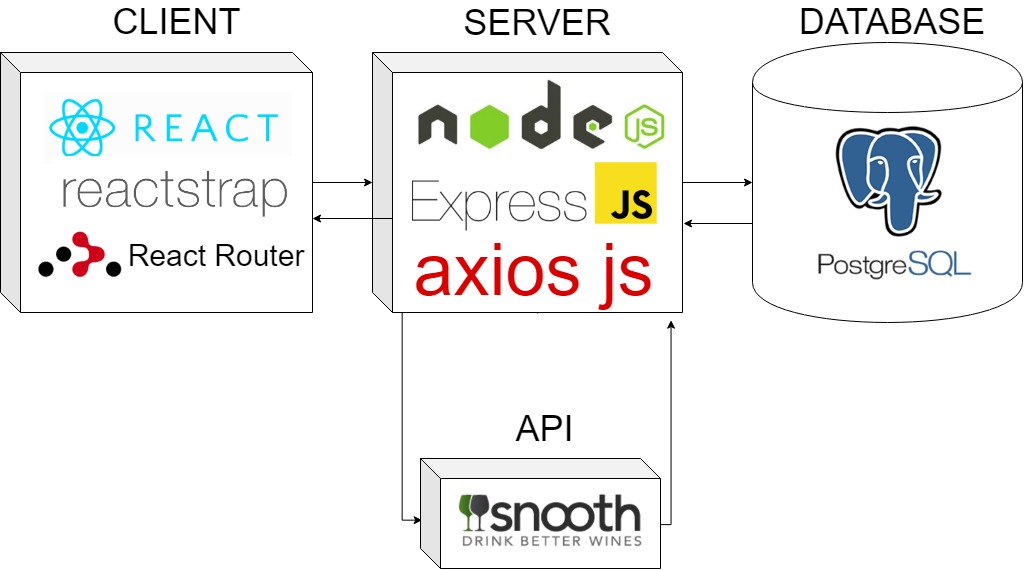 CLIENT
SERVER
DATABASE
REACT
reactstrap
React Router
node
JS
Express JS
axios js
PostgreSQL
API
snooth
DRINK BETTER WINES